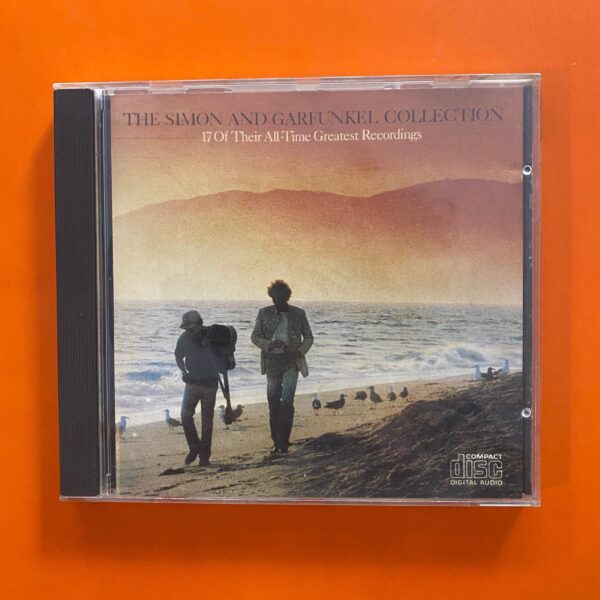 THE SIMON AND GARFUNKEL COLLECTION
17 Of Their All-Time Greatest Recordings
COMPACT
disc
DIGITAL AUDIO